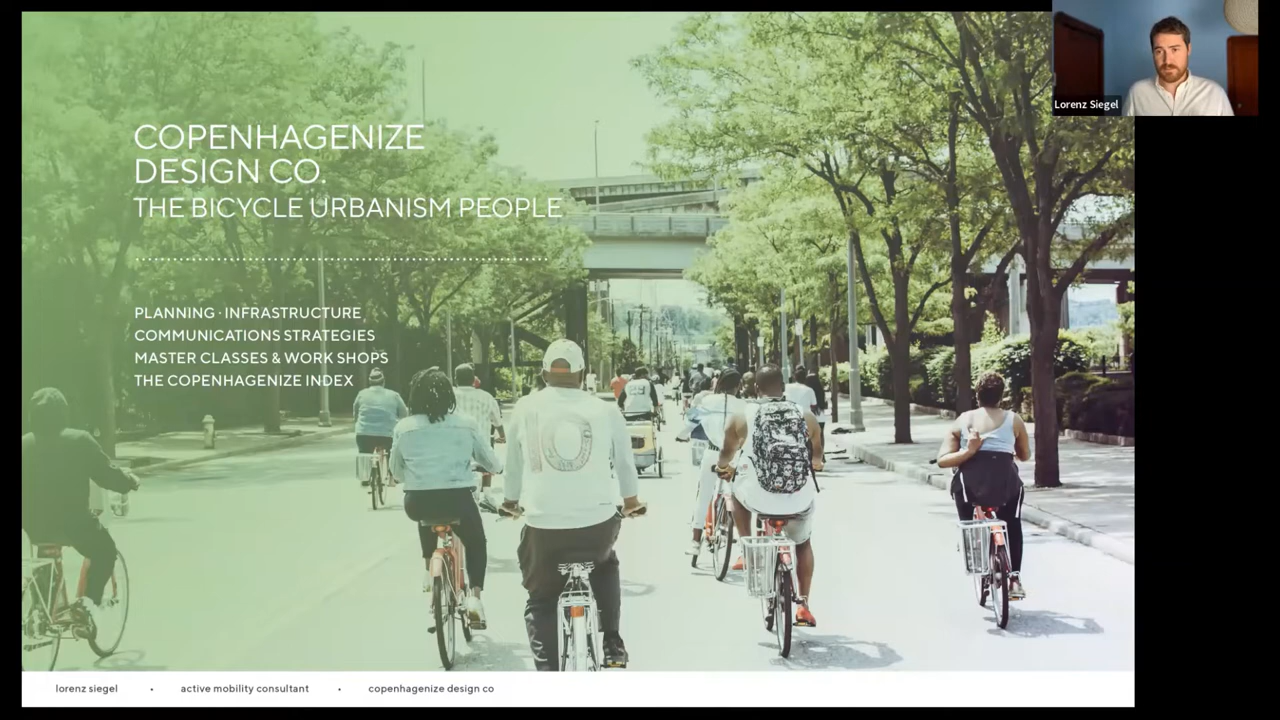 COPENHAGENIZE
DESIGN CO.
THE BICYCLE URBANISM PEOPLE
PLANNING · INFRASTRUCTURE
COMMUNICATIONS STRATEGIES
MASTER CLASSES & WORK SHOPS
THE COPENHAGENIZE INDEX
Lorenz Siegel
10
lorenz siegel • active mobility consultant • copenhagenize design co